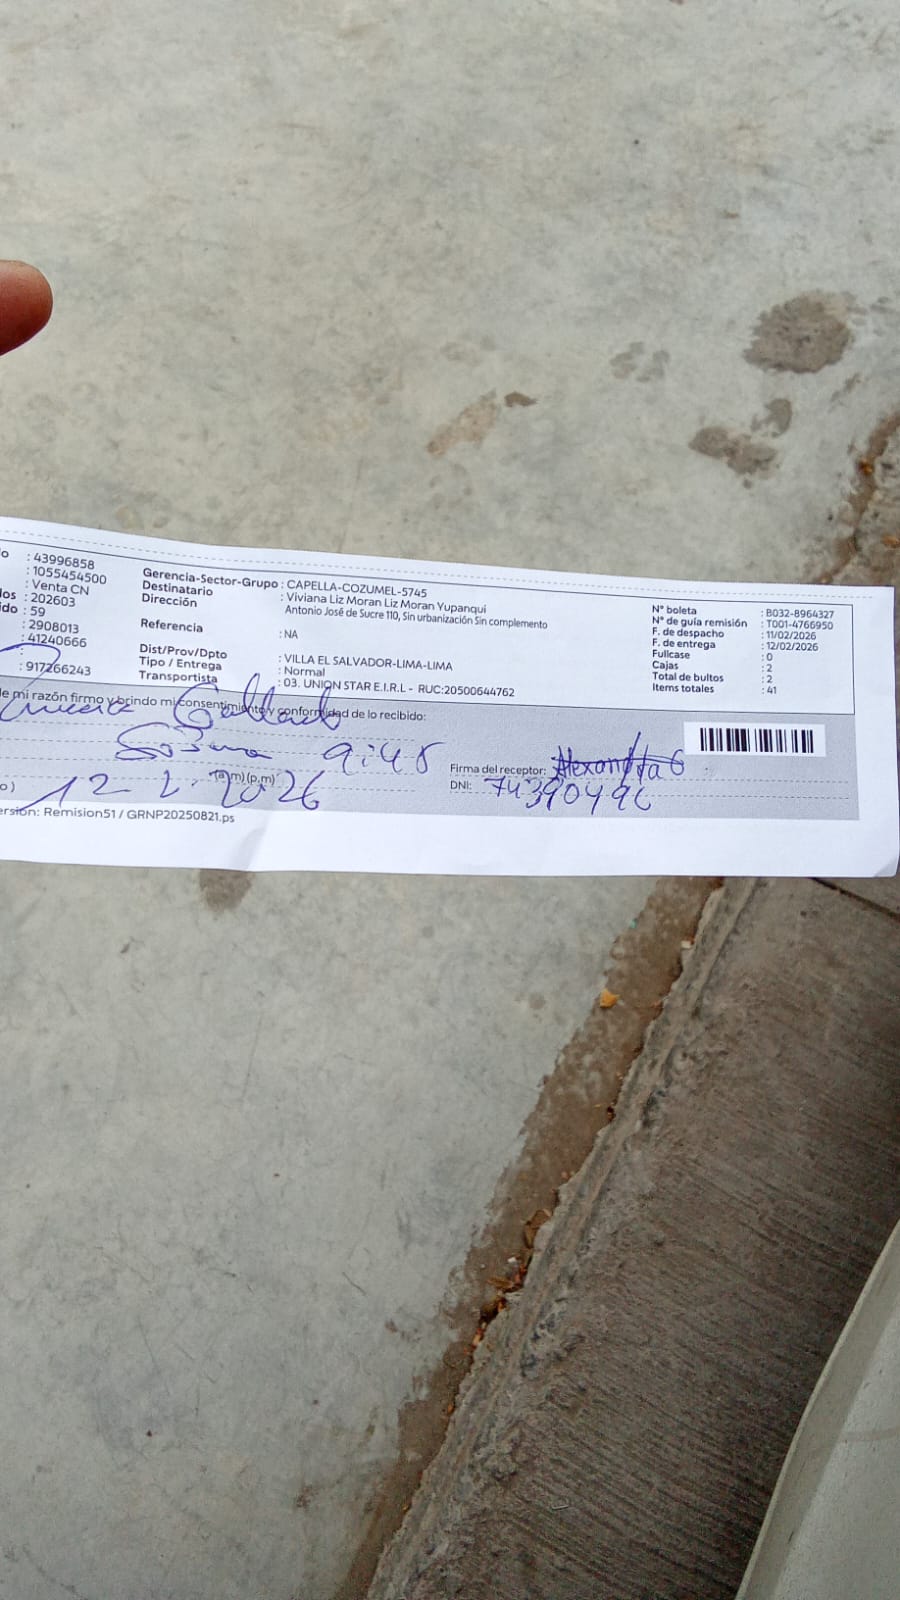 o : 43996858
: 1055454500
: Venta CN
los : 202603
ido : 59
: 2908013
: 41240666
:
: 917266243
Gerencia-Sector-Grupo : CAPELLA-COZUMEL-5745
Destinatario : Viviana Liz Moran Liz Moran Yupanqui
Dirección : Antonio José de Sucre 110, Sin urbanización Sin complemento
Referencia : NA
Dist/Prov/Dpto : VILLA EL SALVADOR-LIMA-LIMA
Tipo / Entrega : Normal
Transportista : 03. UNION STAR E.I.R.L - RUC:20500644762
N° boleta : B032-8964327
N° de guía remisión : T001-4766950
F. de despacho : 11/02/2026
F. de entrega : 12/02/2026
Fullcase : 0
Cajas : 2
Total de bultos : 2
Items totales : 41
de mi razón firmo y brindo mi consentimiento y conformidad de lo recibido:
9:45
Firma del receptor: Alexandra G
o) 12 2. (a.m) (p.m) 2026
DNI: 74390496
ersión: Remision51 / GRNP20250821.ps